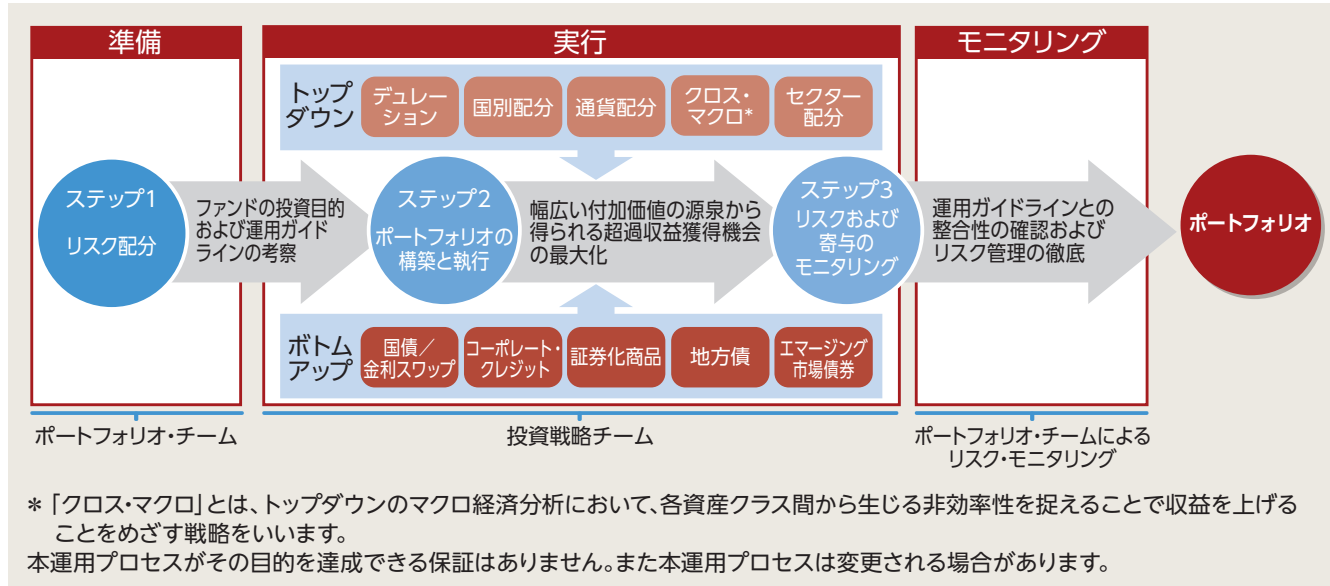 準備
実行
モニタリング
トップ
ダウン
デュレー
ション
国別配分
通貨配分
クロス・
マクロ*
セクター
配分
ステップ1
リスク配分
ファンドの投資目的
および運用ガイド
ラインの考察
ステップ2
ポートフォリオの
構築と執行
幅広い付加価値の源泉から
得られる超過収益獲得機会
の最大化
ステップ3
リスクおよび
寄与の
モニタリング
運用ガイドラインとの
整合性の確認および
リスク管理の徹底
ポートフォリオ
ボトム
アップ
国債／
金利スワップ
コーポレート・
クレジット
証券化商品
地方債
エマージング
市場債券
ポートフォリオ・チーム
投資戦略チーム
ポートフォリオ・チームによる
リスク・モニタリング
＊「クロス・マクロ」とは、トップダウンのマクロ経済分析において、各資産クラス間から生じる非効率性を捉えることで収益を上げる
ことをめざす戦略をいいます。
本運用プロセスがその目的を達成できる保証はありません。また本運用プロセスは変更される場合があります。